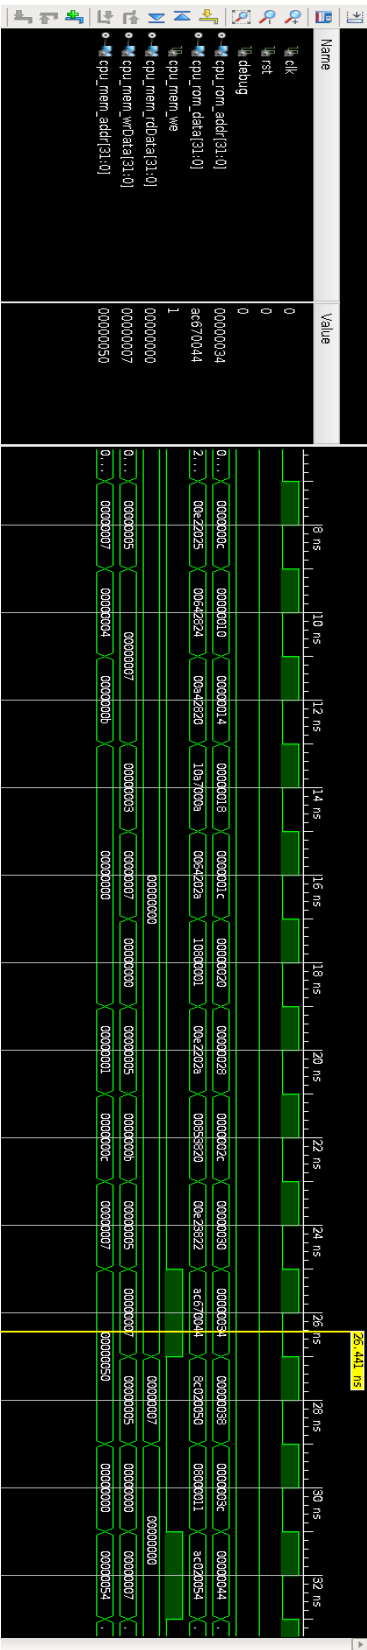 26.441 ns
Name Value 8 ns 10 ns 12 ns 14 ns 16 ns 18 ns 20 ns 22 ns 24 ns 26 ns 28 ns 30 ns 32 ns
clk 0
rst 0
debug 0
cpu_rom_addr[31:0] 00000034 0... 0000000c 00000010 00000014 00000018 0000001c 00000020 00000028 0000002c 00000030 00000034 00000038 0000003c 00000044
cpu_rom_data[31:0] ac670044 2... 00e22025 00642824 00a42820 10a7000a 0064202a 10800001 00e2202a 00853820 00e23822 ac670044 8c020050 08000011 ac020054
cpu_mem_we 1
cpu_mem_rdData[31:0] 00000000 00000000 00000007 00000000
cpu_mem_wrData[31:0] 00000007 0... 00000005 00000007 00000003 00000007 00000000 00000005 0000000b 00000005 00000007 00000005 00000000 00000007
cpu_mem_addr[31:0] 00000050 0... 00000007 00000004 0000000b 00000000 00000001 0000000c 00000007 00000050 00000000 00000054